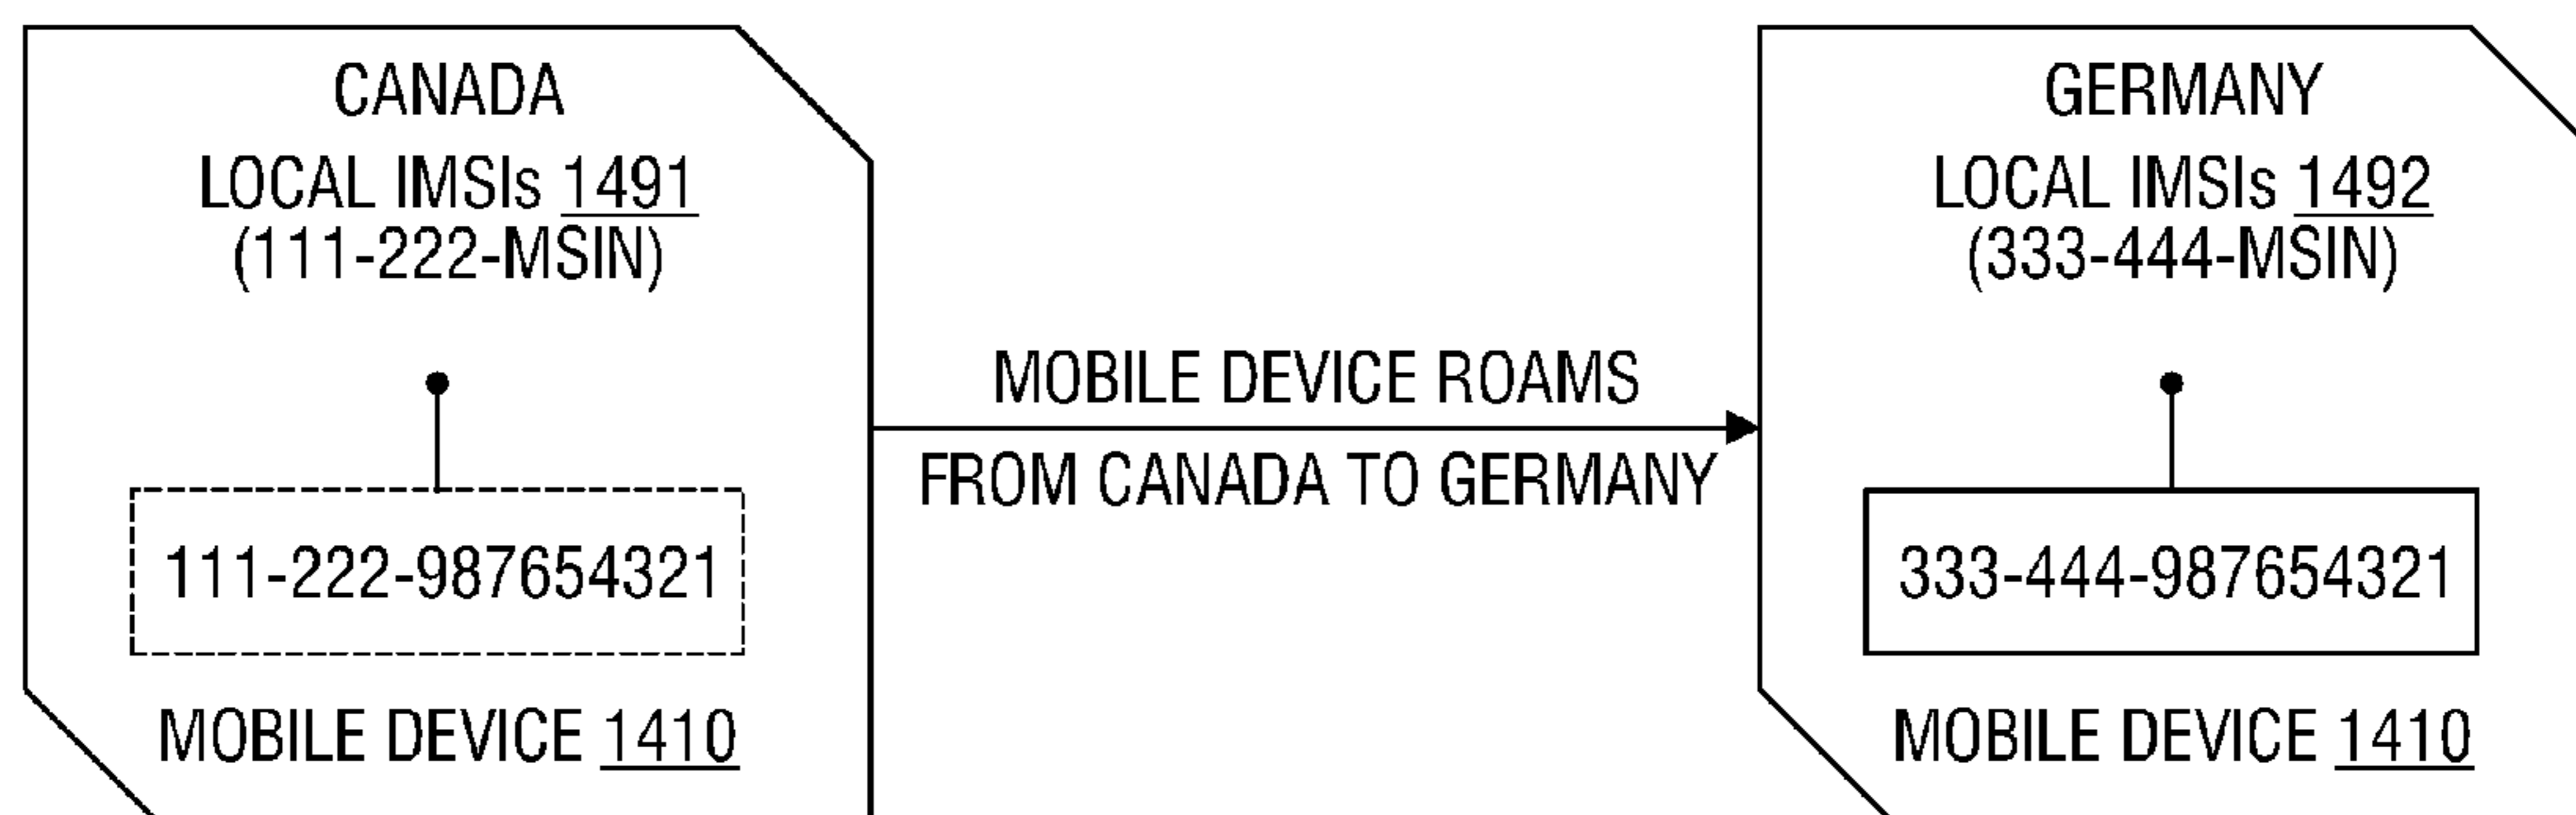 CANADA
LOCAL IMSIs 1491
(111-222-MSIN)
111-222-987654321
MOBILE DEVICE 1410
MOBILE DEVICE ROAMS
FROM CANADA TO GERMANY
GERMANY
LOCAL IMSIs 1492
(333-444-MSIN)
333-444-987654321
MOBILE DEVICE 1410